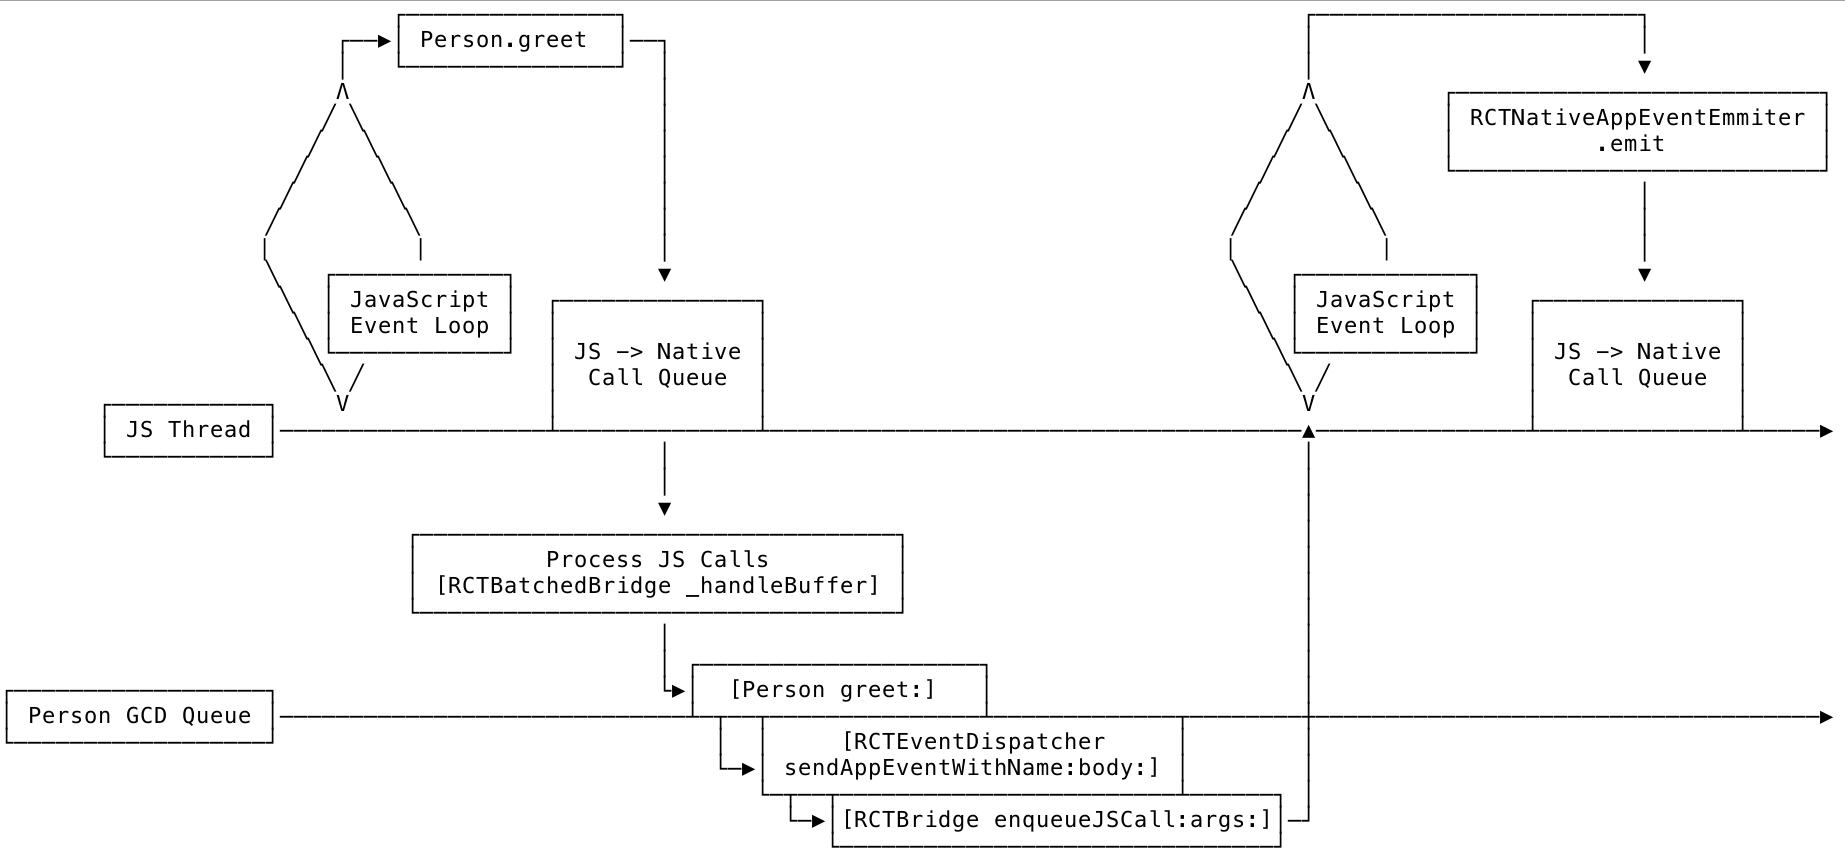 Person.greet
RCTNativeAppEventEmmiter
.emit
JavaScript
Event Loop
JS -> Native
Call Queue
JavaScript
Event Loop
JS -> Native
Call Queue
JS Thread
Process JS Calls
[RCTBatchedBridge _handleBuffer]
[Person greet:]
Person GCD Queue
[RCTEventDispatcher
sendAppEventWithName:body:]
[RCTBridge enqueueJSCall:args:]